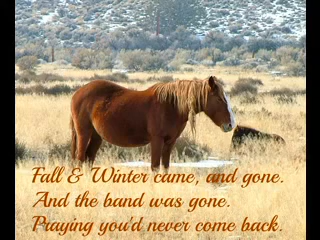 Fall & Winter came, and gone.
And the band was gone.
Praying you'd never come back.